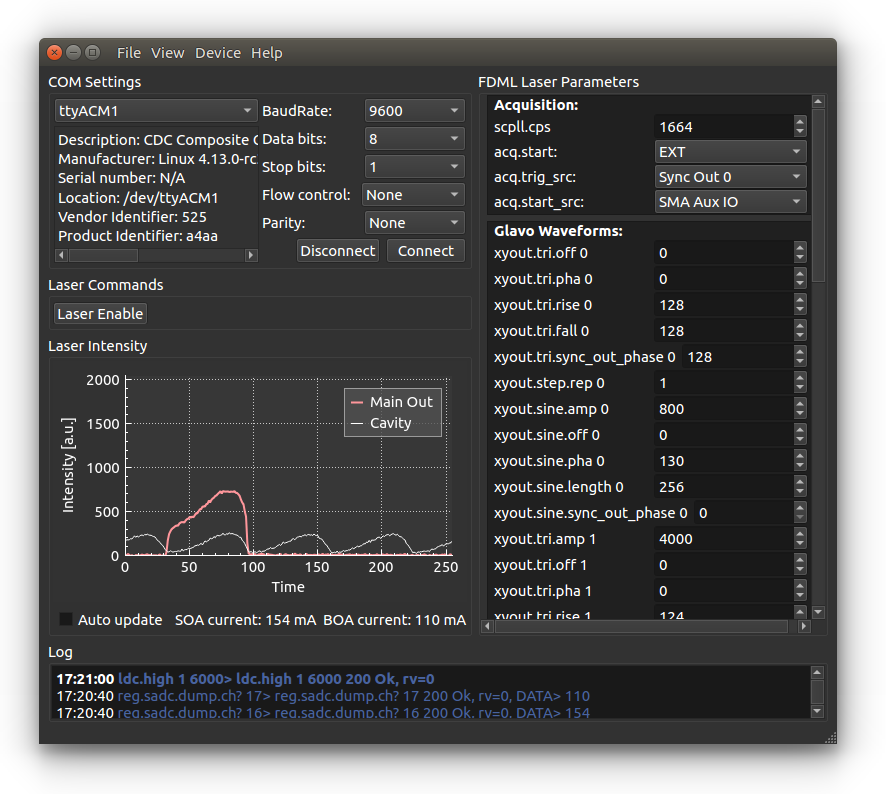 File View Device Help
COM Settings
ttyACM1
Description: CDC Composite
Manufacturer: Linux 4.13.0-rc
Serial number: N/A
Location: /dev/ttyACM1
Vendor Identifier: 525
Product Identifier: a4aa
BaudRate: 9600
Data bits: 8
Stop bits: 1
Flow control: None
Parity: None
Disconnect Connect
Laser Commands
Laser Enable
Laser Intensity
Intensity [a.u.]
2000
1500
1000
500
0
Main Out
Cavity
0 50 100 150 200 250
Time
Auto update SOA current: 154 mA BOA current: 110 mA
FDML Laser Parameters
Acquisition:
scpll.cps 1664
acq.start: EXT
acq.trig_src: Sync Out 0
acq.start_src: SMA Aux IO
Glavo Waveforms:
xyout.tri.off 0 0
xyout.tri.pha 0 0
xyout.tri.rise 0 128
xyout.tri.fall 0 128
xyout.tri.sync_out_phase 0 128
xyout.step.rep 0 1
xyout.sine.amp 0 800
xyout.sine.off 0 0
xyout.sine.pha 0 130
xyout.sine.length 0 256
xyout.sine.sync_out_phase 0 0
xyout.tri.amp 1 4000
xyout.tri.off 1 0
xyout.tri.pha 1 0
xyout.tri.rise 1 124
Log
17:21:00 ldc.high 1 6000> ldc.high 1 6000 200 Ok, rv=0
17:20:40 reg.sadc.dump.ch? 17> reg.sadc.dump.ch? 17 200 Ok, rv=0, DATA> 110
17:20:40 reg.sadc.dump.ch? 16> reg.sadc.dump.ch? 16 200 Ok, rv=0, DATA> 154